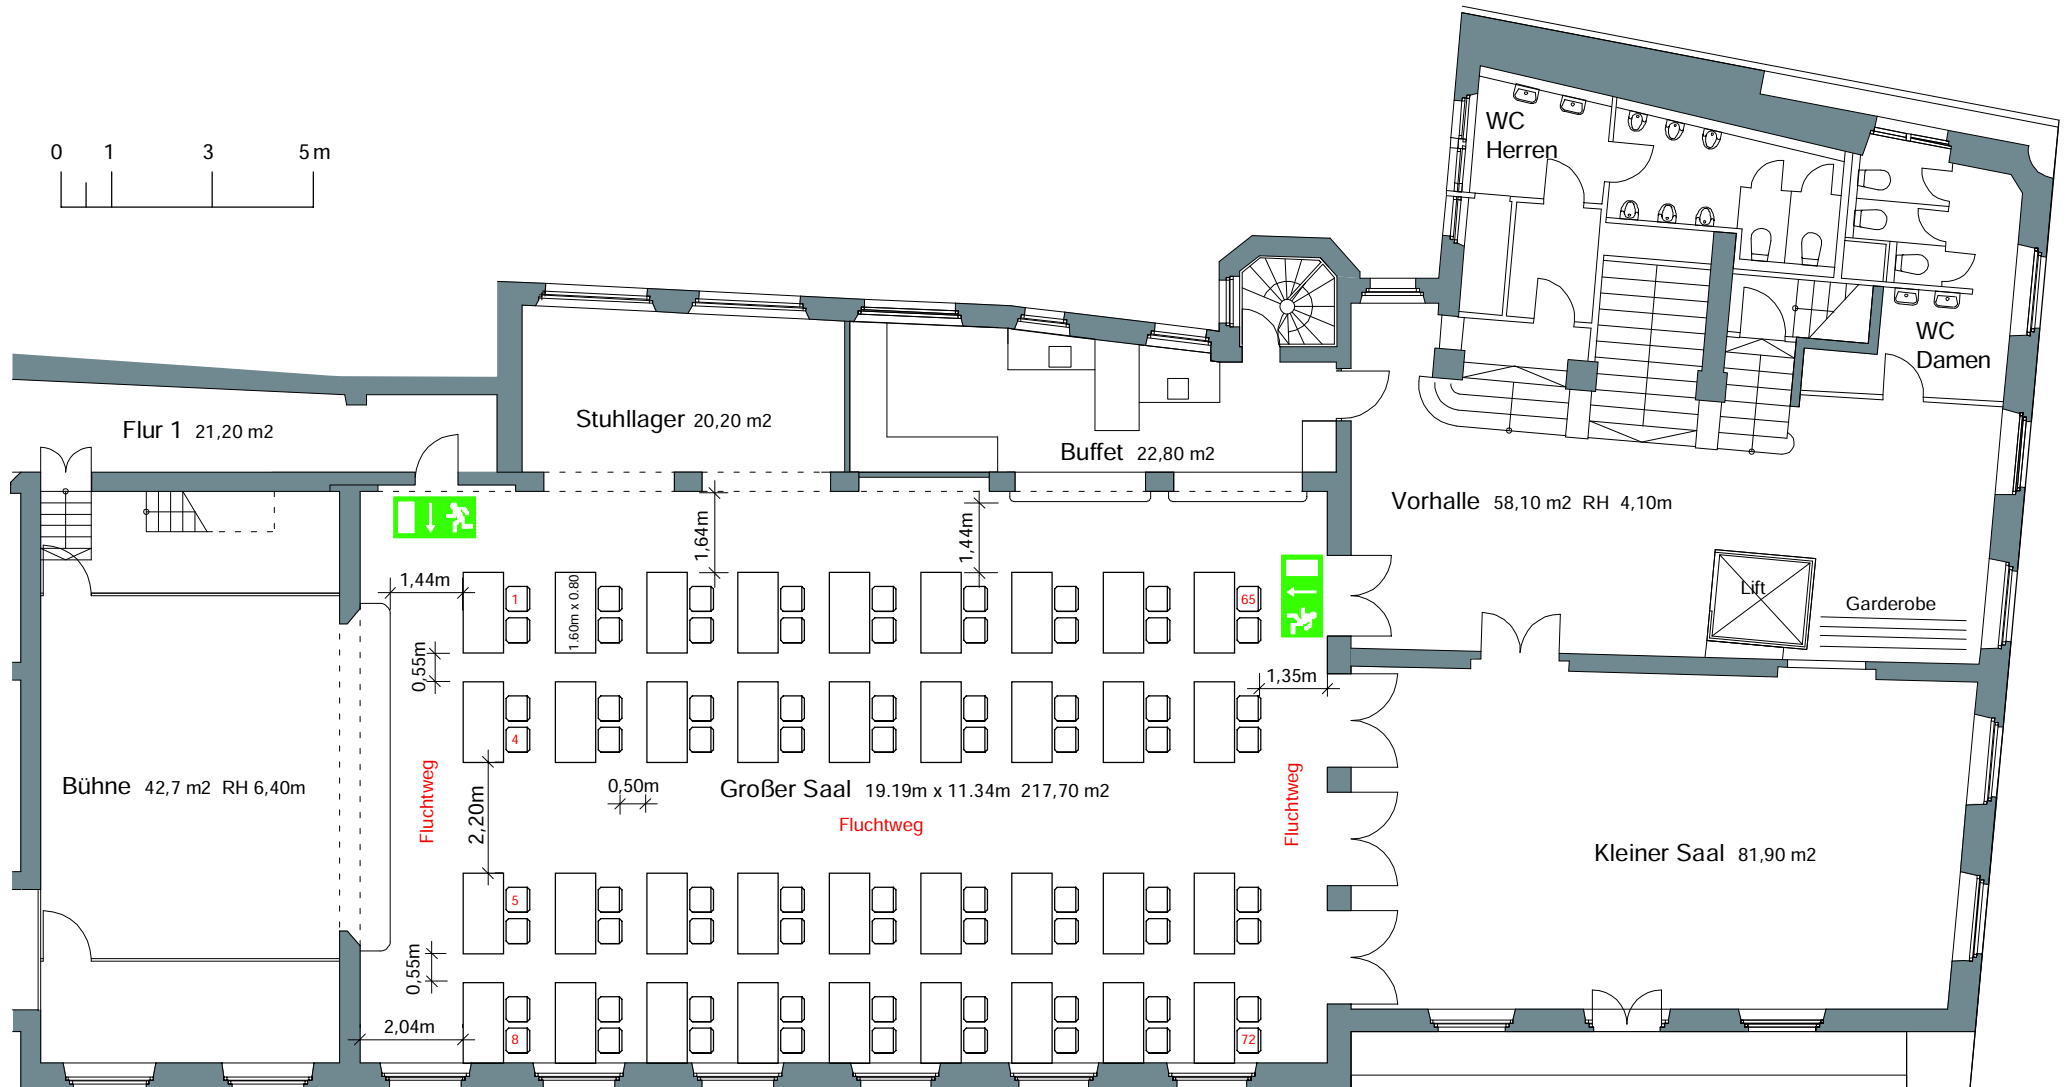 0 1 3 5 m
WC
Herren
WC
Damen
Flur 1 21,20 m2
Stuhllager 20,20 m2
Buffet 22,80 m2
Vorhalle 58,10 m2 RH 4,10m
1,64m
1,44m
1,44m
1
1.60m x 0.80
65
Lift
Garderobe
0,55m
1,35m
4
Bühne 42,7 m2 RH 6,40m
Fluchtweg
2,20m
0,50m
Großer Saal 19.19m x 11.34m 217,70 m2
Fluchtweg
Fluchtweg
Kleiner Saal 81,90 m2
5
0,55m
2,04m
8
72